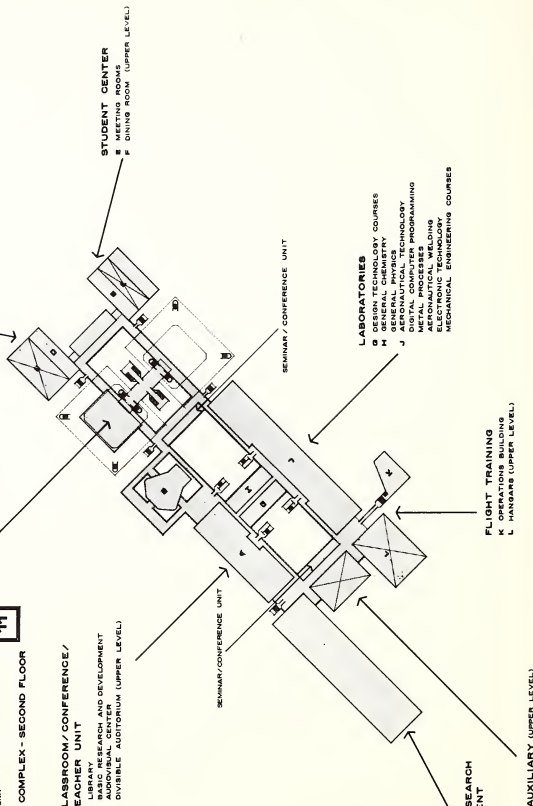 STUDENT CENTER
E MEETING ROOMS
F DINING ROOM (UPPER LEVEL)
COMPLEX - SECOND FLOOR
LASSROOM/CONFERENCE/
EACHER UNIT
LIBRARY
BASIC RESEARCH AND DEVELOPMENT
AUDIOVISUAL CENTER
DIVISIBLE AUDITORIUM (UPPER LEVEL)
SEMINAR/CONFERENCE UNIT
LABORATORIES
G DESIGN TECHNOLOGY COURSES
H GENERAL CHEMISTRY
GENERAL PHYSICS
J AERONAUTICAL TECHNOLOGY
DIGITAL COMPUTER PROGRAMMING
METAL PROCESSES
AERONAUTICAL WELDING
ELECTRONIC TECHNOLOGY
MECHANICAL ENGINEERING COURSES
SEMINAR/CONFERENCE UNIT
FLIGHT TRAINING
K OPERATIONS BUILDING
L HANGARS (UPPER LEVEL)
SEARCH
NT
AUXILIARY (UPPER LEVEL)